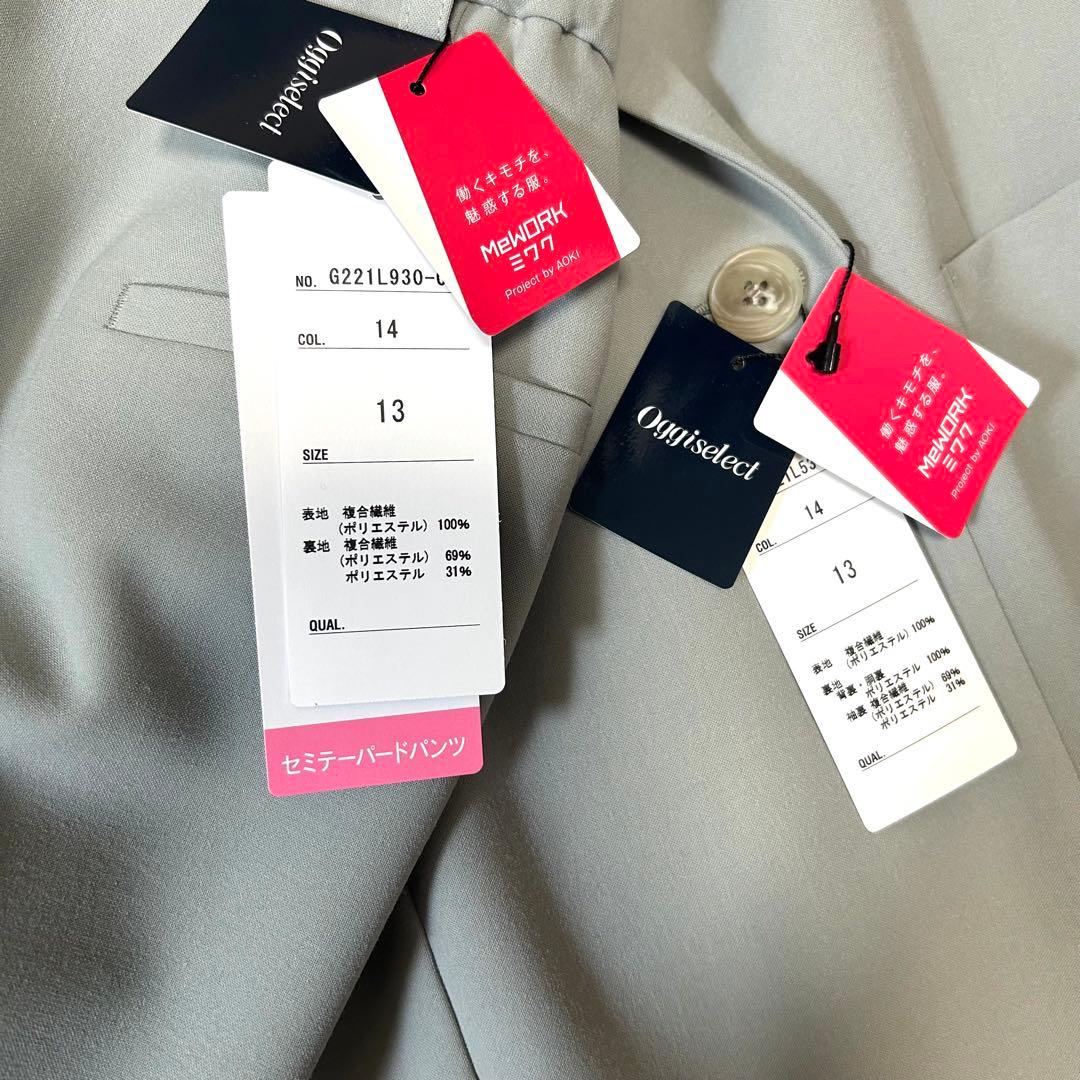 Oggiselect
働くキモチを、
魅惑する服。
MeWORK
ミワク
Project by AOKI
NO. G221L930-
COL. 14
13
SIZE
表地 複合繊維
(ポリエステル) 100%
裏地 複合繊維
(ポリエステル) 69%
ポリエステル 31%
QUAL.
セミテーパードパンツ
Oggiselect
働くキモチを、
魅惑する服。
MeWORK
ミワク
Project by AOKI
1L53
14
COL.
13
SIZE
表地 複合繊維
(ポリエステル) 100%
裏地
背裏・胴裏
ポリエステル 100%
袖裏 複合繊維
(ポリエステル) 69%
ポリエステル 31%
QUAL.